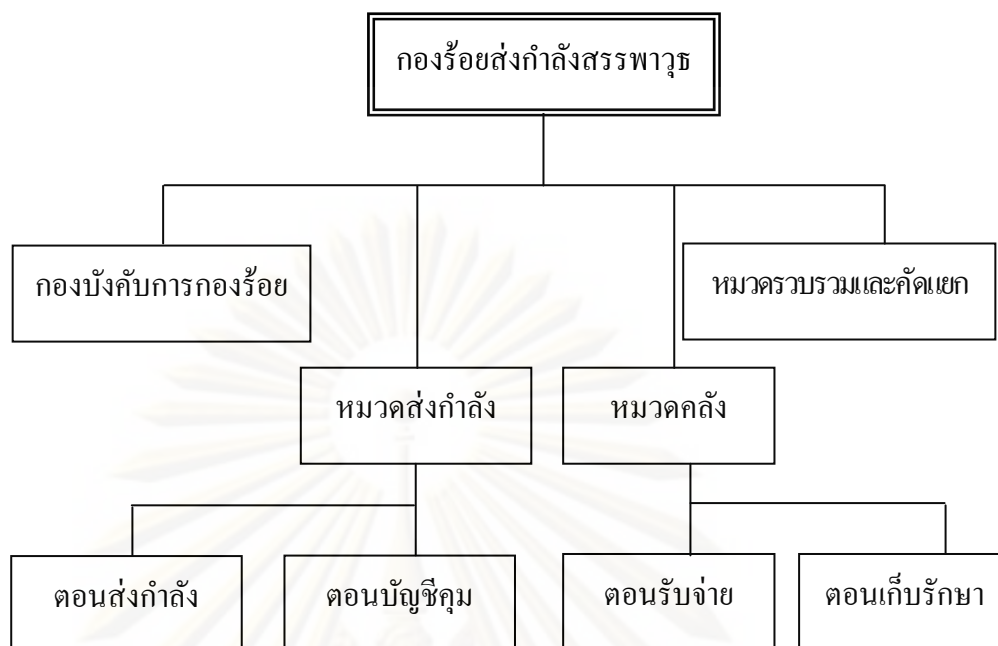 กองร้อยส่งกำลังสรรพาวุธ
กองบังคับการกองร้อย
หมวดรวบรวมและคัดแยก
หมวดส่งกำลัง
หมวดคลัง
ตอนส่งกำลัง
ตอนบัญชีคุม
ตอนรับจ่าย
ตอนเก็บรักษา